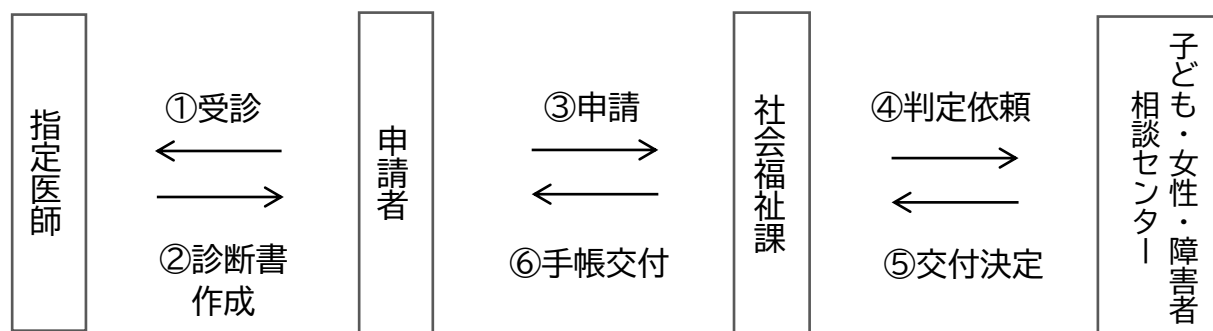 指定医師
①受診
②診断書
作成
申請者
③申請
⑥手帳交付
社会福祉課
④判定依頼
⑤交付決定
子ども・女性・障害者
相談センター